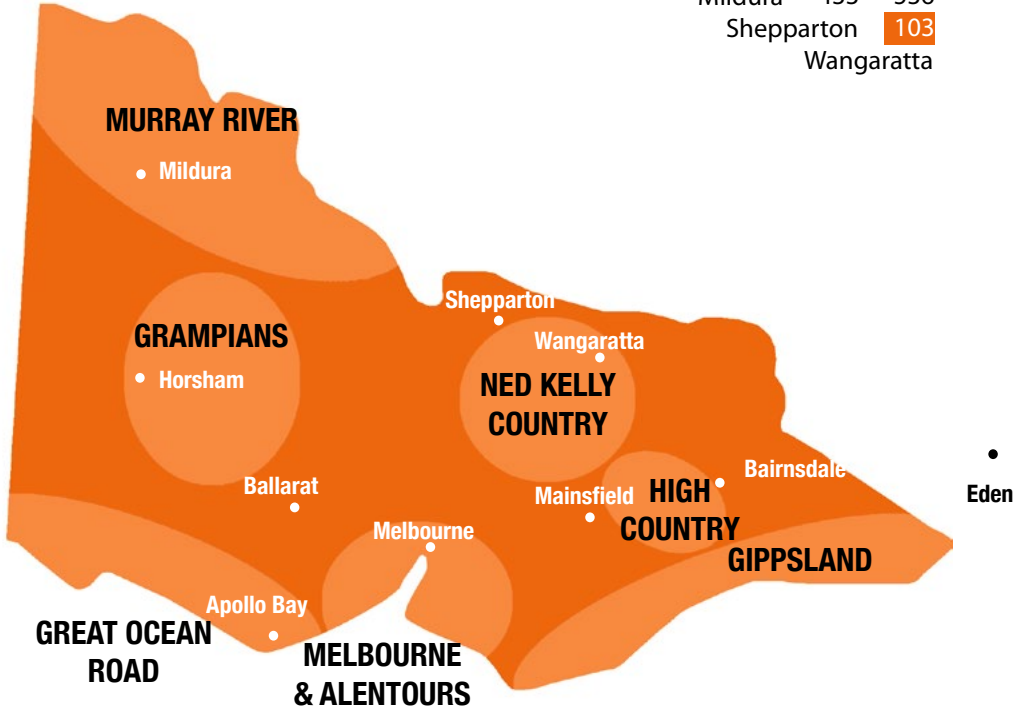 Mildura
Shepparton 103
Wangaratta
MURRAY RIVER
Mildura
Shepparton
Wangaratta
GRAMPIANS
Horsham
NED KELLY
COUNTRY
Bairnsdale
Eden
Ballarat
Mainsfield
HIGH
COUNTRY
Melbourne
GIPPSLAND
Apollo Bay
GREAT OCEAN
ROAD
MELBOURNE
& ALENTOURS